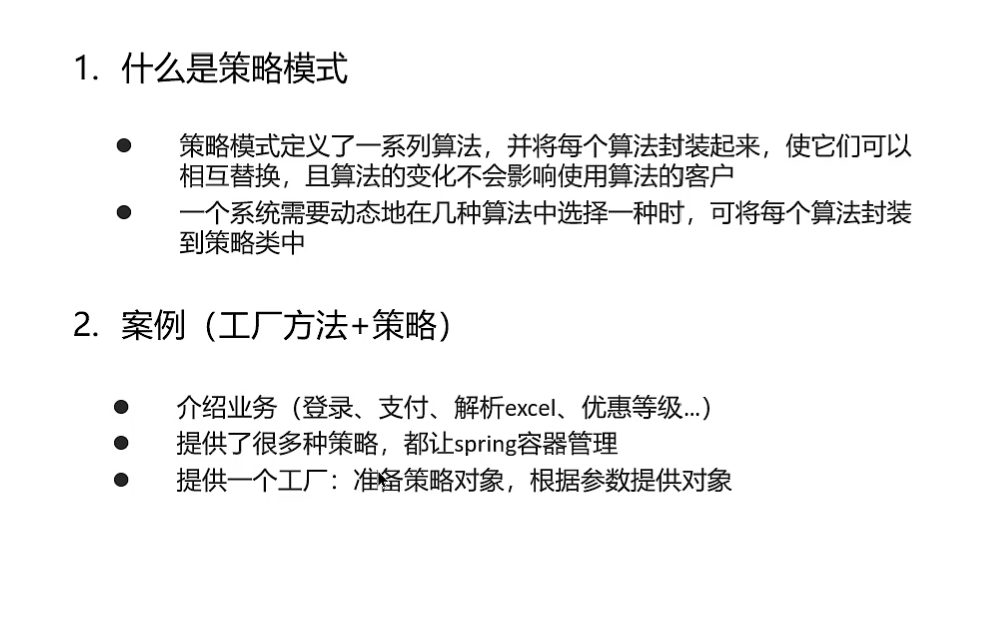 1. 什么是策略模式
● 策略模式定义了一系列算法，并将每个算法封装起来，使它们可以
相互替换，且算法的变化不会影响使用算法的客户
● 一个系统需要动态地在几种算法中选择一种时，可将每个算法封装
到策略类中
2. 案例（工厂方法+策略）
● 介绍业务（登录、支付、解析excel、优惠等级...）
● 提供了很多种策略，都让spring容器管理
● 提供一个工厂：准备策略对象，根据参数提供对象